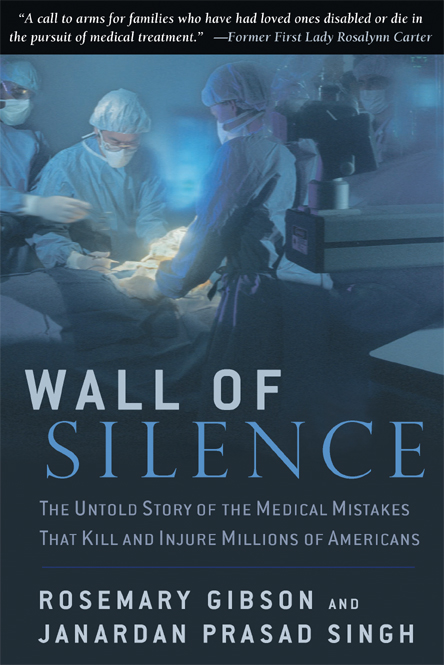 “A call to arms for families who have had loved ones disabled or die in
the pursuit of medical treatment.” —Former First Lady Rosalynn Carter
WALL OF
SILENCE
THE UNTOLD STORY OF THE MEDICAL MISTAKES
THAT KILL AND INJURE MILLIONS OF AMERICANS
ROSEMARY GIBSON AND
JANARDAN PRASAD SINGH